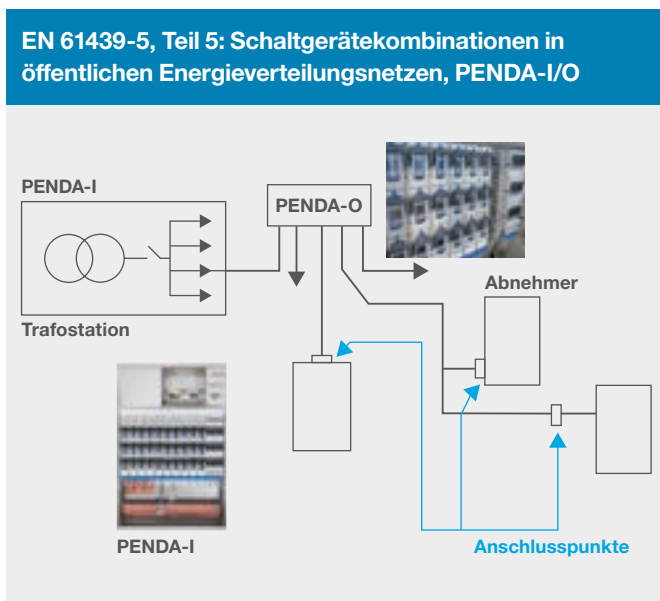 EN 61439-5, Teil 5: Schaltgerätekombinationen in
öffentlichen Energieverteilungsnetzen, PENDA-I/O
PENDA-I
PENDA-O
Abnehmer
Trafostation
PENDA-I
Anschlusspunkte